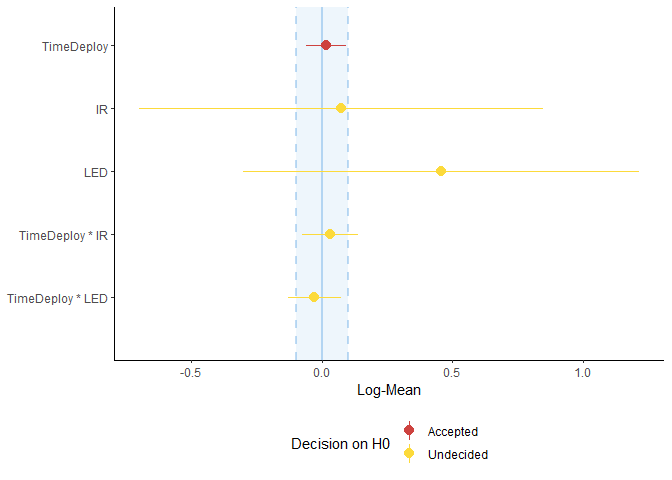 TimeDeploy
IR
LED
TimeDeploy * IR
TimeDeploy * LED
-0.5
0.0
0.5
1.0
Log-Mean
Decision on H0
Accepted
Undecided